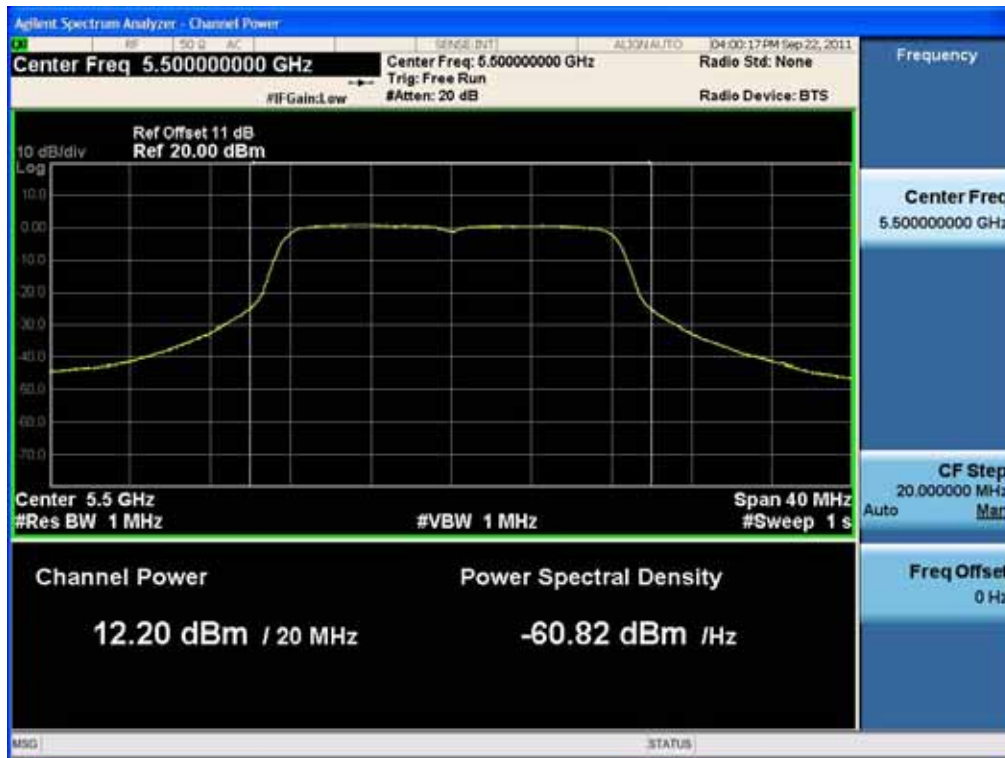 Agilent Spectrum Analyzer - Channel Power
RF 50 Ω AC SENSE:INT ALIGNAUTO 04:00:17 PM Sep 22, 2011
Center Freq 5.500000000 GHz
Center Freq: 5.500000000 GHz
Radio Std: None
Trig: Free Run
#IFGain:Low
#Atten: 20 dB
Radio Device: BTS
Frequency
Ref Offset 11 dB
10 dB/div Ref 20.00 dBm
Log
10.0
0.00
-10.0
-20.0
-30.0
-40.0
-50.0
-60.0
-70.0
Center Freq
5.500000000 GHz
CF Step
20.000000 MHz
Auto Man
Freq Offset
0 Hz
Center 5.5 GHz
Span 40 MHz
#Res BW 1 MHz
#VBW 1 MHz
#Sweep 1 s
Channel Power
Power Spectral Density
12.20 dBm / 20 MHz
-60.82 dBm /Hz
MSG
STATUS